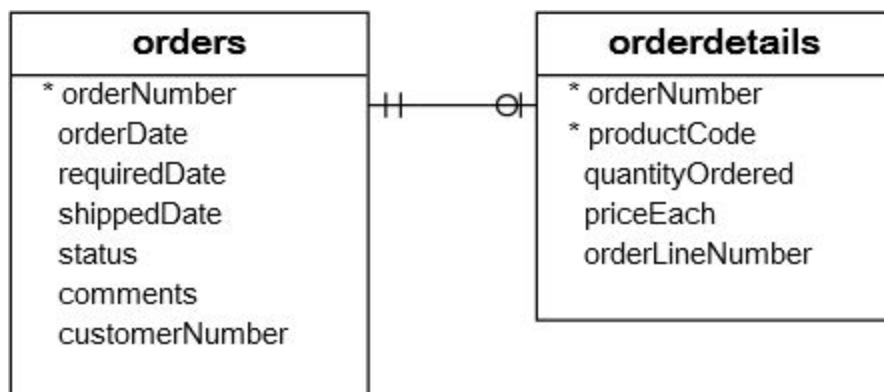 orders
* orderNumber
orderDate
requiredDate
shippedDate
status
comments
customerNumber
orderdetails
* orderNumber
* productCode
quantityOrdered
priceEach
orderLineNumber